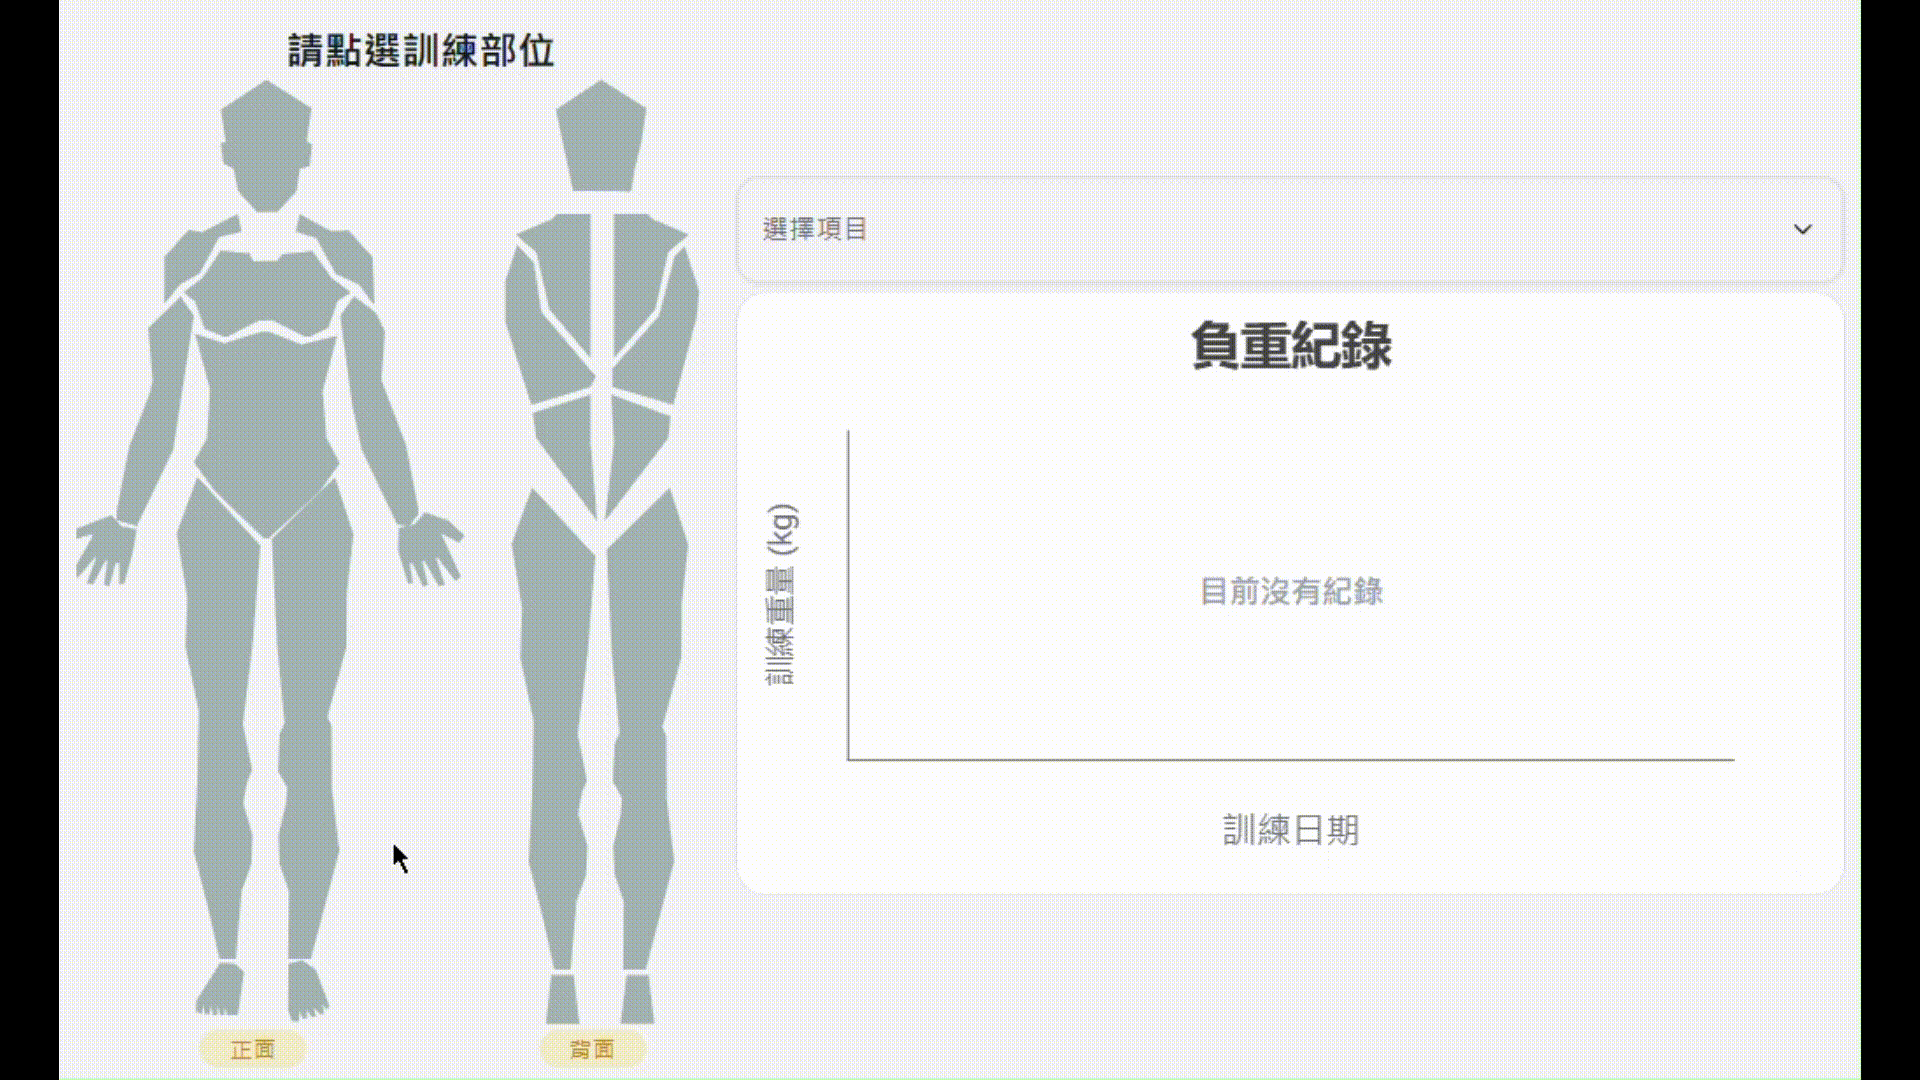 請點選訓練部位
正面
背面
選擇項目
負重紀錄
訓練重量 (kg)
目前沒有紀錄
訓練日期